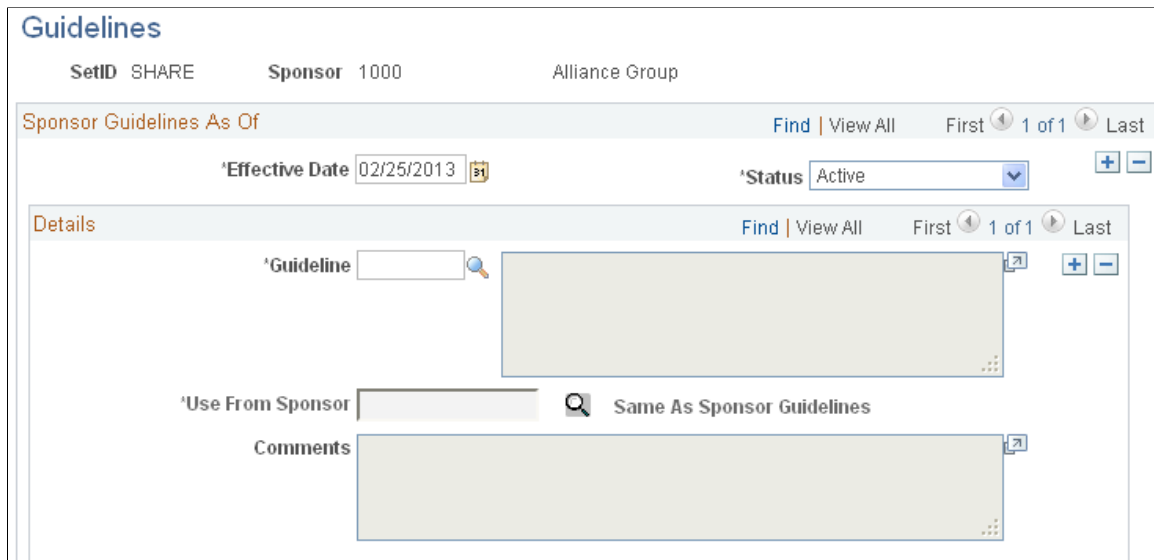 Guidelines
SetID SHARE Sponsor 1000 Alliance Group
Sponsor Guidelines As Of Find | View All First 1 of 1 Last
*Effective Date 02/25/2013 31 *Status Active
Details Find | View All First 1 of 1 Last
*Guideline
*Use From Sponsor Same As Sponsor Guidelines
Comments